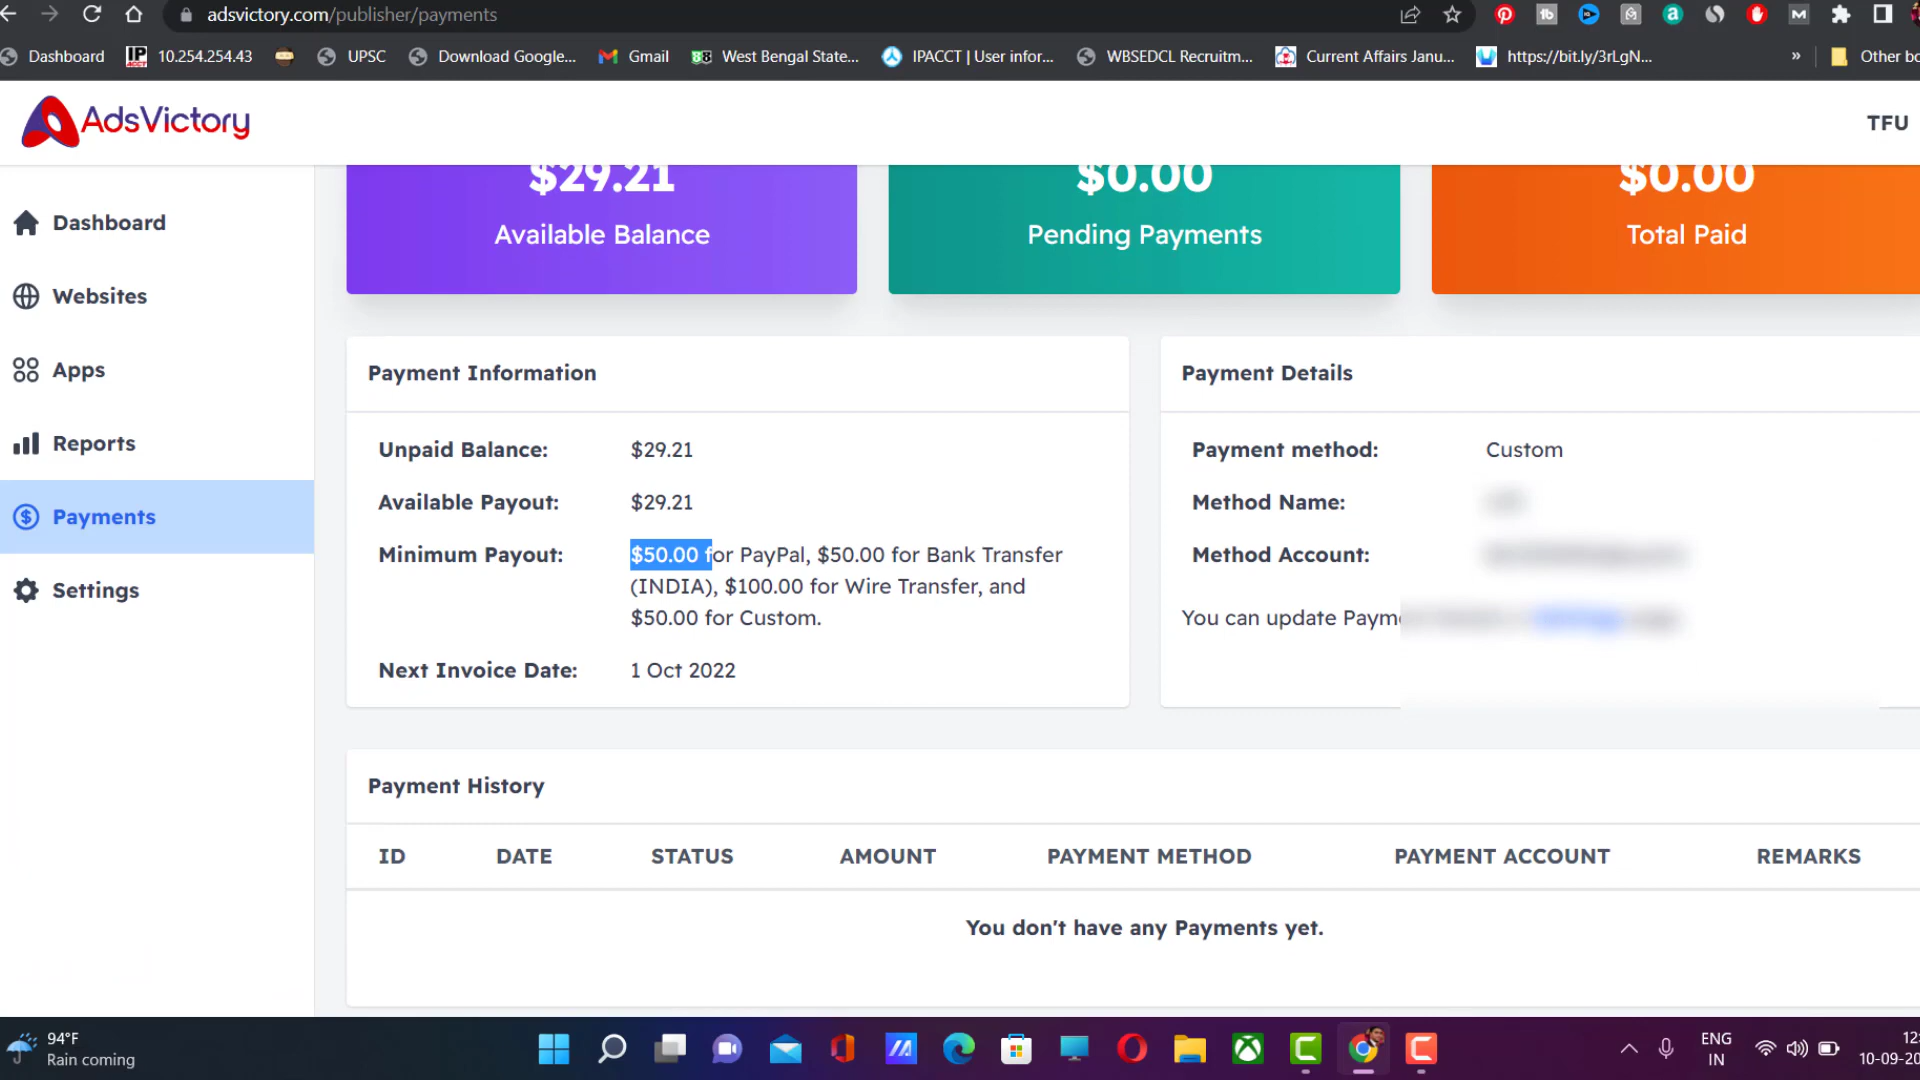 adsvictory.com/publisher/payments
Dashboard 10.254.254.43 UPSC Download Google... Gmail West Bengal State... IPACCT | User infor... WBSEDCL Recruitm... Current Affairs Janu... https://bit.ly/3rLgN... » Other bo
AdsVictory
TFU
$29.21
Available Balance
$0.00
Pending Payments
$0.00
Total Paid
Dashboard
Websites
Apps
Reports
Payments
Settings
Payment Information
Unpaid Balance: $29.21
Available Payout: $29.21
Minimum Payout: $50.00 for PayPal, $50.00 for Bank Transfer
(INDIA), $100.00 for Wire Transfer, and
$50.00 for Custom.
Next Invoice Date: 1 Oct 2022
Payment Details
Payment method: Custom
Method Name:
Method Account:
You can update Payme
Payment History
ID DATE STATUS AMOUNT PAYMENT METHOD PAYMENT ACCOUNT REMARKS
You don't have any Payments yet.
94°F
Rain coming
ENG
IN
12:
10-09-20